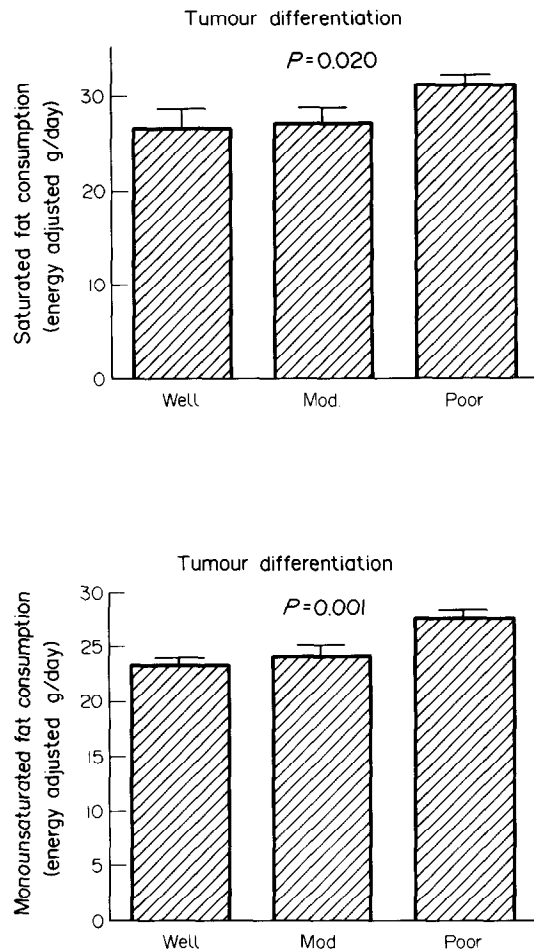 Tumour differentiation
P=0.020
Saturated fat consumption
(energy adjusted g/day)
30
20
10
0
Well
Mod.
Poor
Tumour differentiation
P=0.001
Monounsaturated fat consumption
(energy adjusted g/day)
30
25
20
15
10
5
0
Well
Mod
Poor